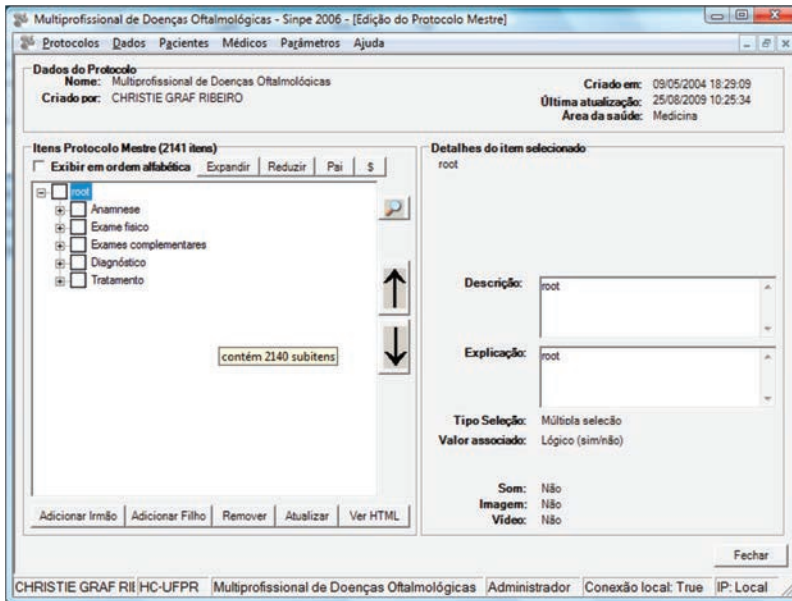 Multiprofissional de Doenças Oftalmológicas - Sinpe 2006 - [Edição do Protocolo Mestre]
Protocolos Dados Pacientes Médicos Parâmetros Ajuda
Dados do Protocolo
Nome: Multiprofissional de Doenças Oftalmológicas
Criado por: CHRISTIE GRAF RIBEIRO
Criado em: 09/05/2004 18:29:09
Última atualização: 25/08/2009 10:25:34
Área da saúde: Medicina
Itens Protocolo Mestre (2141 itens)
Exibir em ordem alfabética Expandir Reduzir Pai $
root
Anamnese
Exame físico
Exames complementares
Diagnóstico
Tratamento
contém 2140 subitens
Adicionar Irmão Adicionar Filho Remover Atualizar Ver HTML
Detalhes do item selecionado
root
Descrição: root
Explicação: root
Tipo Seleção: Múltipla seleção
Valor associado: Lógico (sim/não)
Som: Não
Imagem: Não
Vídeo: Não
Fechar
CHRISTIE GRAF RIE HC-UFPR Multiprofissional de Doenças Oftalmológicas Administrador Conexão local: True IP: Local